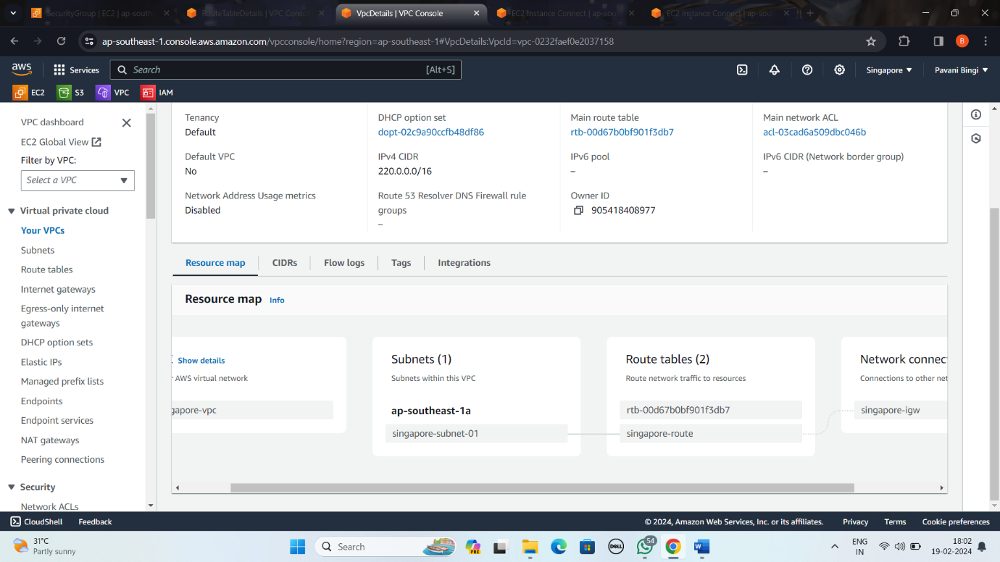 SecurityGroup | EC2 | ap-south
RouteTableDetails | VPC Conso
VpcDetails | VPC Console
EC2 Instance Connect | ap-sou
EC2 Instance Connect | ap-sout
ap-southeast-1.console.aws.amazon.com/vpcconsole/home?region=ap-southeast-1#VpcDetails:VpcId=vpc-0232faef0e2037158
B
aws
Services
Search
[Alt+S]
Singapore
Pavani Bingi
EC2
S3
VPC
IAM
VPC dashboard
EC2 Global View
Filter by VPC:
Select a VPC
Virtual private cloud
Your VPCs
Subnets
Route tables
Internet gateways
Egress-only internet
gateways
DHCP option sets
Elastic IPs
Managed prefix lists
Endpoints
Endpoint services
NAT gateways
Peering connections
Security
Network ACLs
Tenancy
Default
DHCP option set
dopt-02c9a90ccfb48df86
Main route table
rtb-00d67b0bf901f3db7
Main network ACL
acl-03cad6a509dbc046b
Default VPC
No
IPv4 CIDR
220.0.0.0/16
IPv6 pool
–
IPv6 CIDR (Network border group)
–
Network Address Usage metrics
Disabled
Route 53 Resolver DNS Firewall rule
groups
–
Owner ID
905418408977
Resource map
CIDRs
Flow logs
Tags
Integrations
Resource map Info
Show details
AWS virtual network
gapore-vpc
Subnets (1)
Subnets within this VPC
ap-southeast-1a
singapore-subnet-01
Route tables (2)
Route network traffic to resources
rtb-00d67b0bf901f3db7
singapore-route
Network connec
Connections to other net
singapore-igw
CloudShell
Feedback
© 2024, Amazon Web Services, Inc. or its affiliates.
Privacy
Terms
Cookie preferences
31°C
Partly sunny
Search
PRE
DELL
54
W
ENG
IN
18:02
19-02-2024